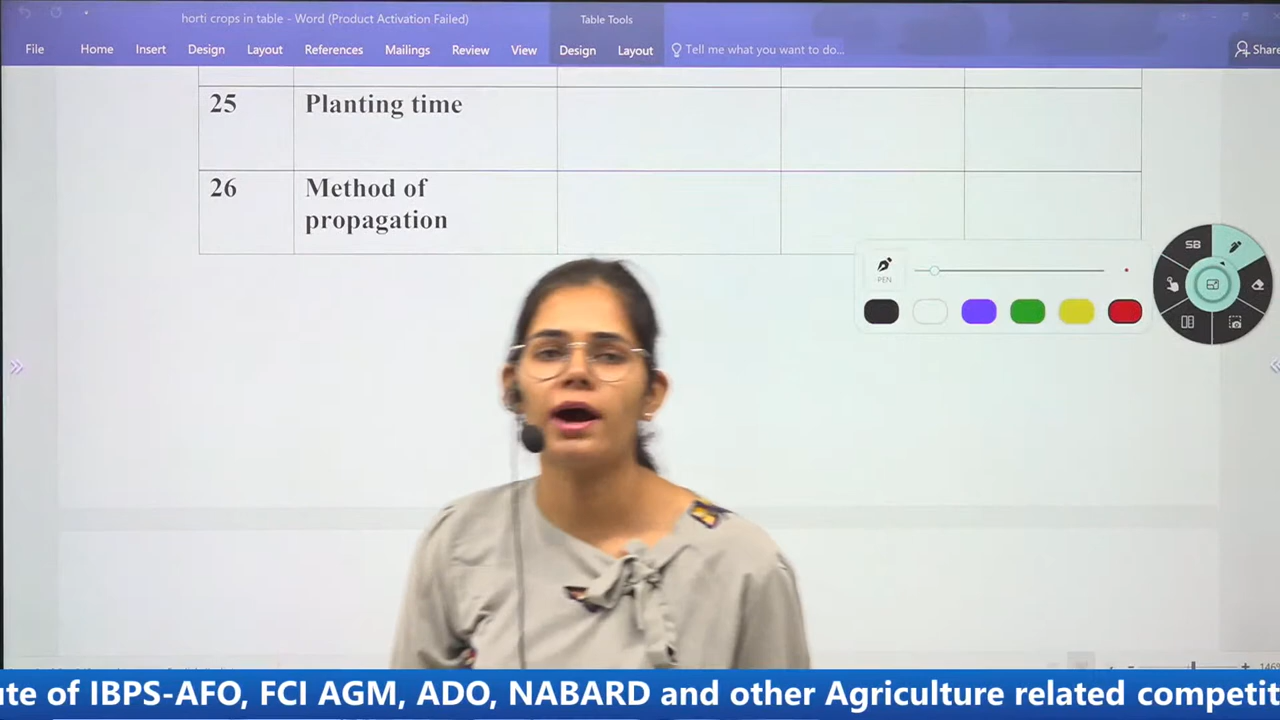 horti crops in table - Word (Product Activation Failed)
Table Tools
File Home Insert Design Layout References Mailings Review View Design Layout Tell me what you want to do... Share
25 Planting time
26 Method of
propagation
SB
PEN
146%
ute of IBPS-AFO, FCI AGM, ADO, NABARD and other Agriculture related competit